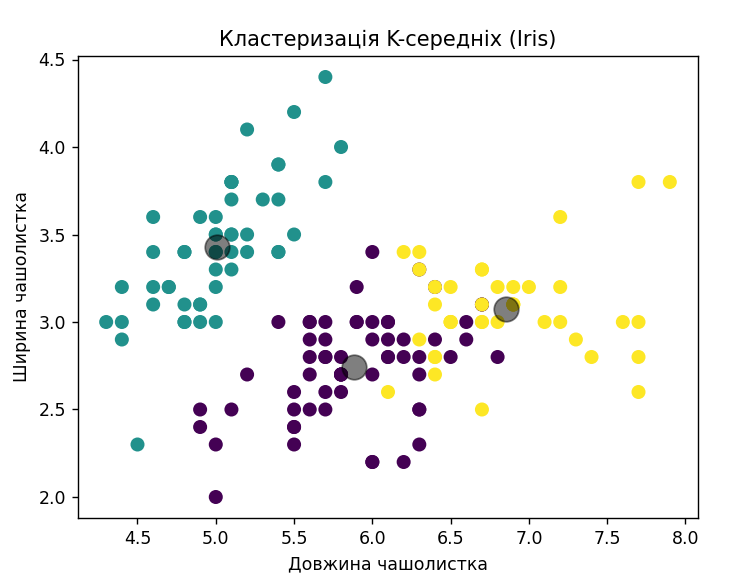 Кластеризація K-середніх (Iris)
4.5
4.0
3.5
3.0
2.5
2.0
Ширина чашолистка
4.5 5.0 5.5 6.0 6.5 7.0 7.5 8.0
Довжина чашолистка